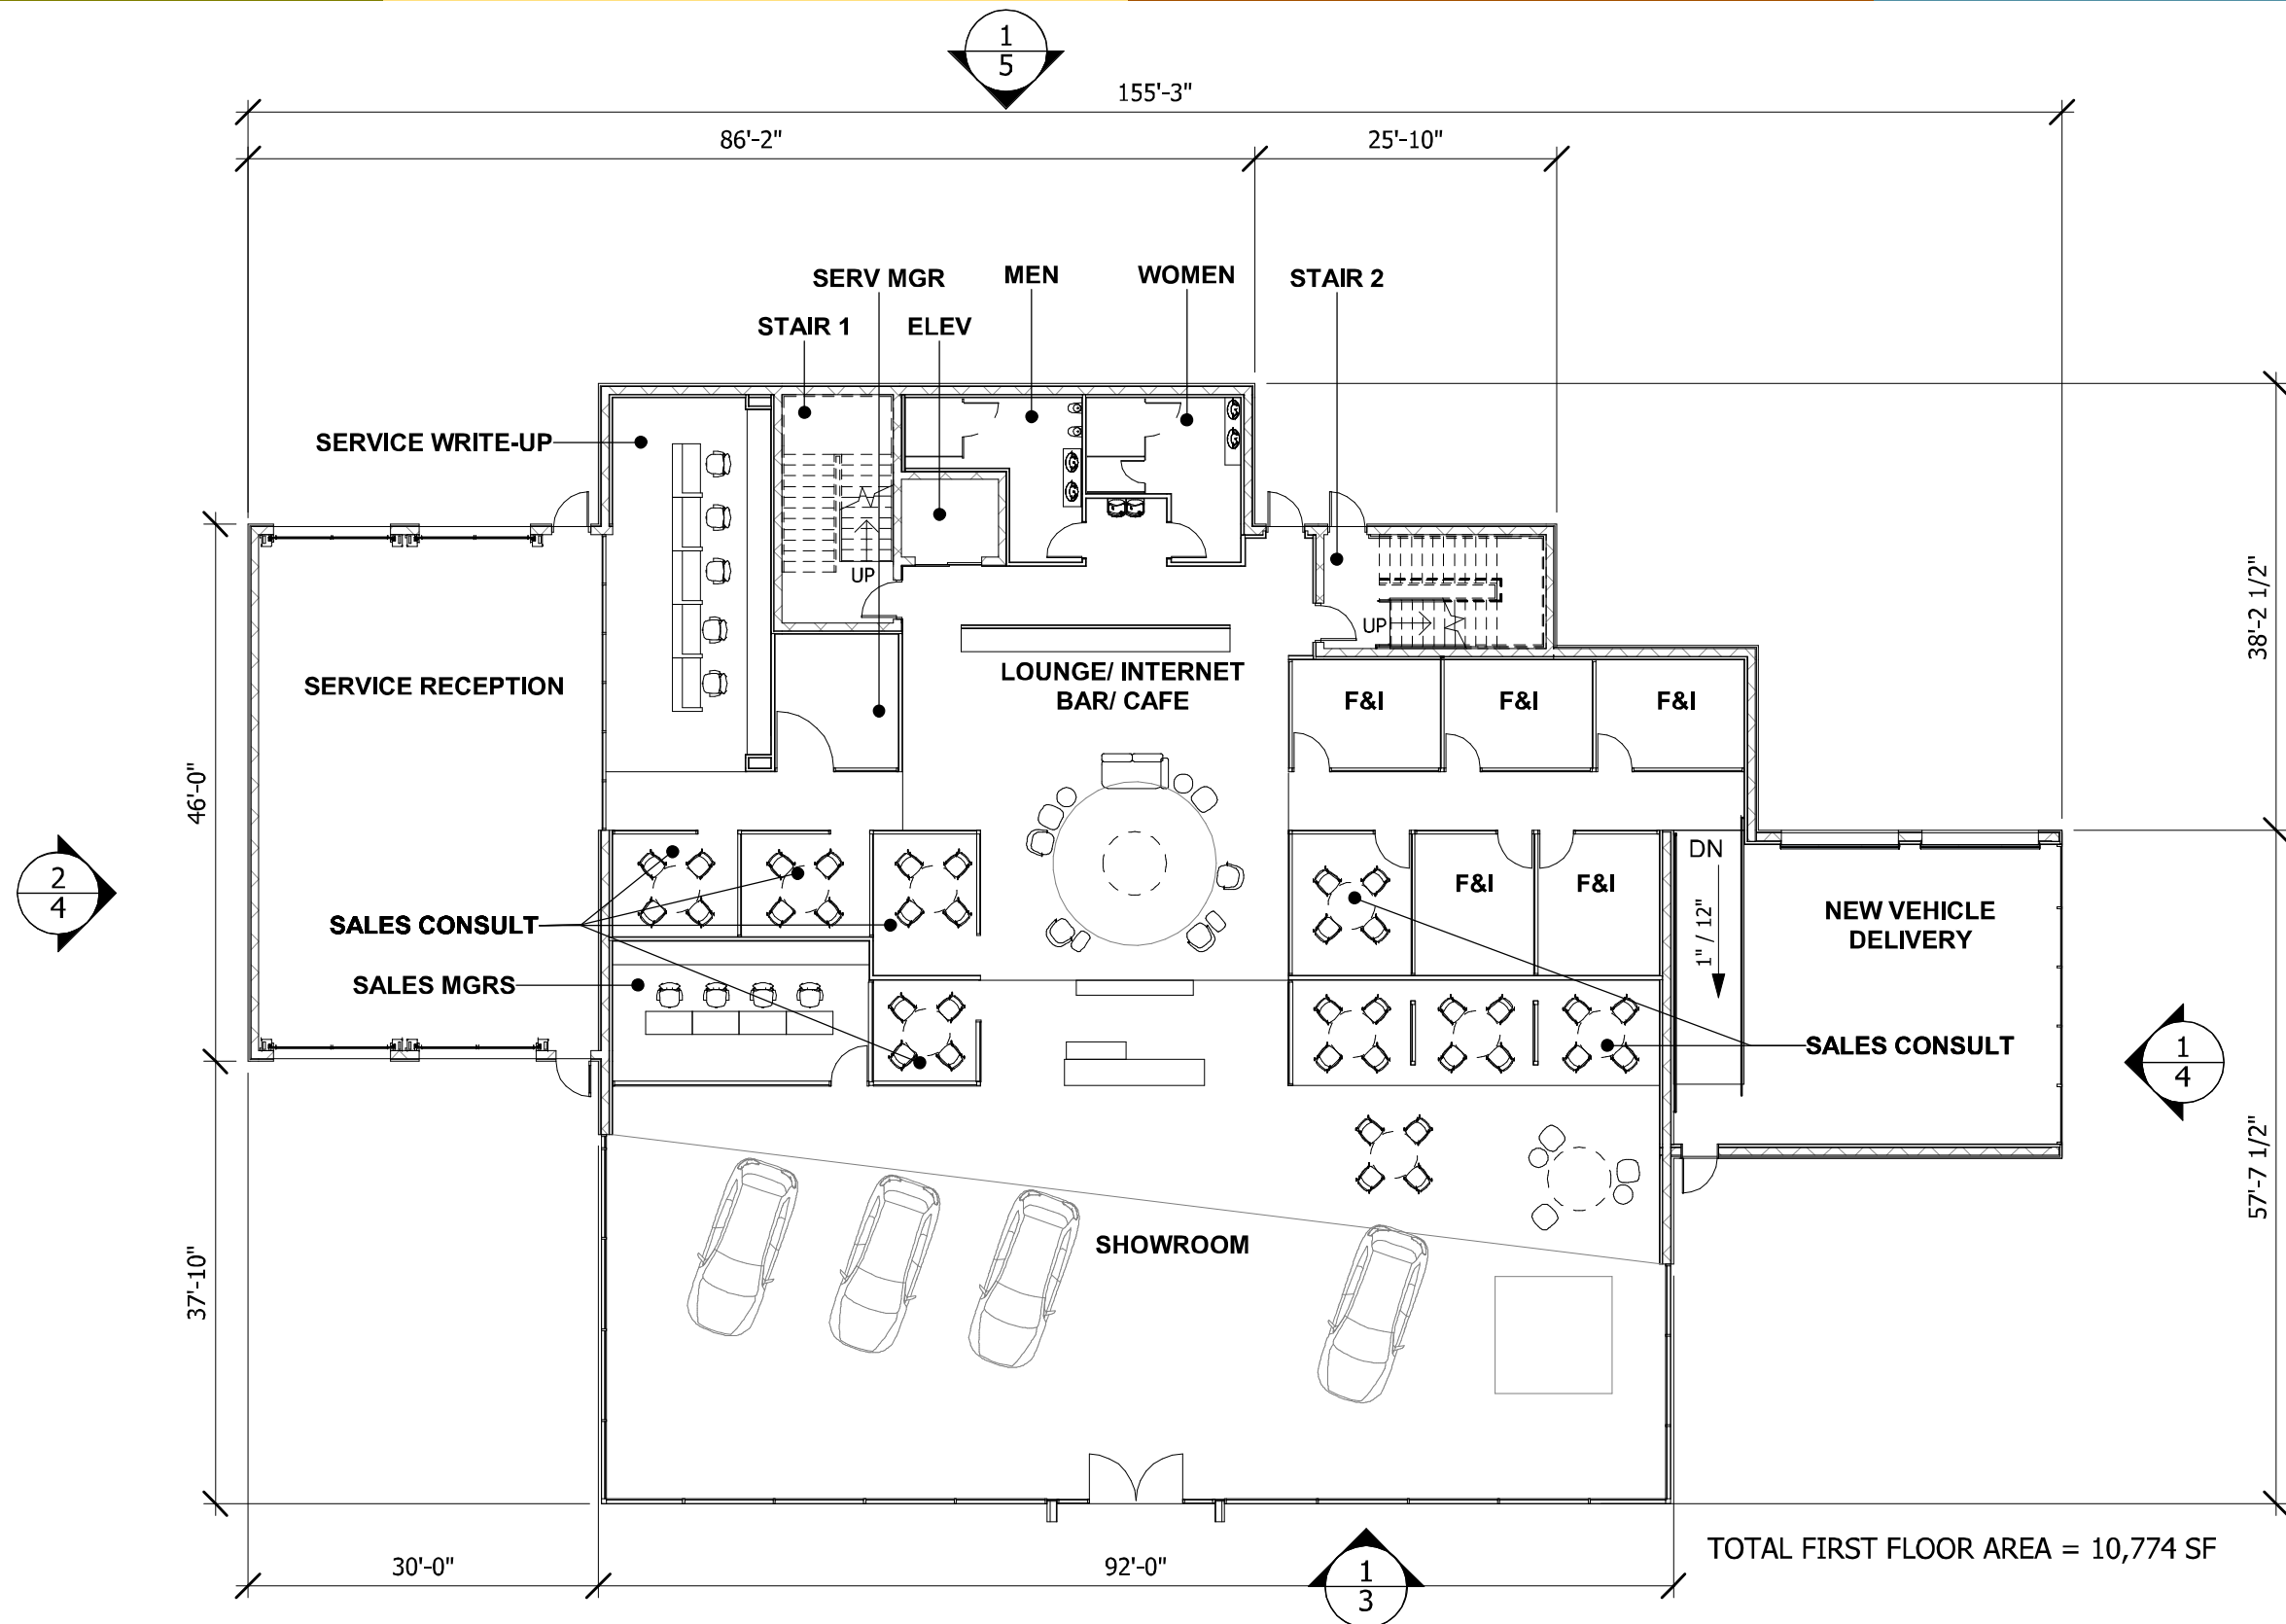 1
5
155'-3"
86'-2"
25'-10"
SERV MGR
MEN
WOMEN
STAIR 2
STAIR 1
ELEV
SERVICE WRITE-UP
UP
UP
38'-2 1/2"
SERVICE RECEPTION
LOUNGE/ INTERNET
BAR/ CAFE
F&I
F&I
F&I
46'-0"
2
4
DN
1" / 12"
F&I
F&I
NEW VEHICLE
DELIVERY
SALES CONSULT
SALES MGRS
SALES CONSULT
1
4
57'-7 1/2"
37'-10"
SHOWROOM
TOTAL FIRST FLOOR AREA = 10,774 SF
30'-0"
92'-0"
1
3